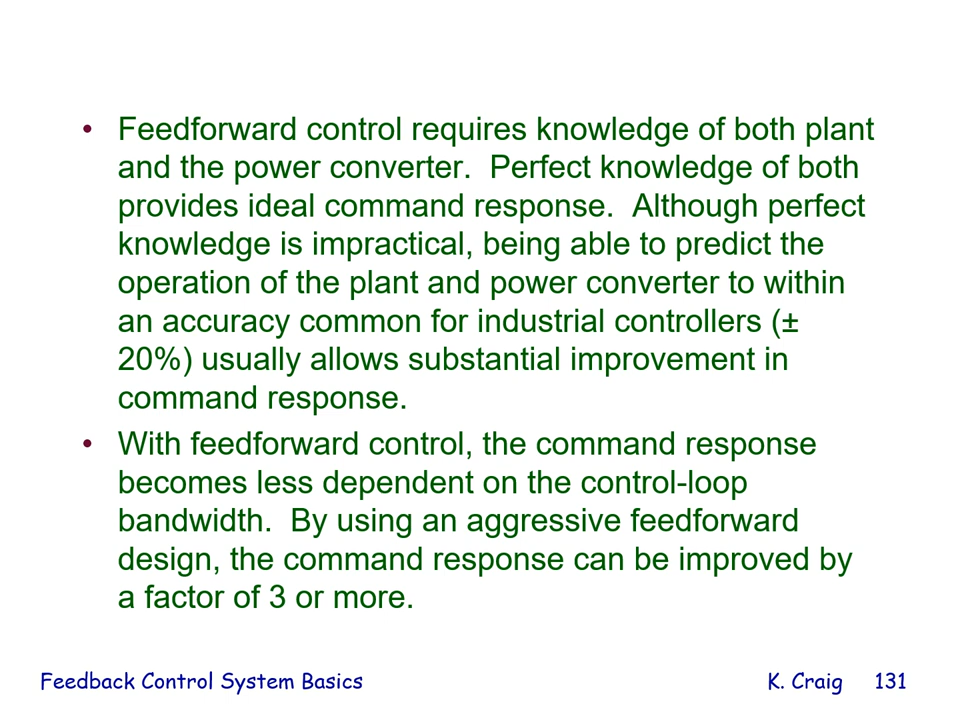 • Feedforward control requires knowledge of both plant
and the power converter.  Perfect knowledge of both
provides ideal command response.  Although perfect
knowledge is impractical, being able to predict the
operation of the plant and power converter to within
an accuracy common for industrial controllers (±
20%) usually allows substantial improvement in
command response.
• With feedforward control, the command response
becomes less dependent on the control-loop
bandwidth.  By using an aggressive feedforward
design, the command response can be improved by
a factor of 3 or more.
Feedback Control System Basics K. Craig 131